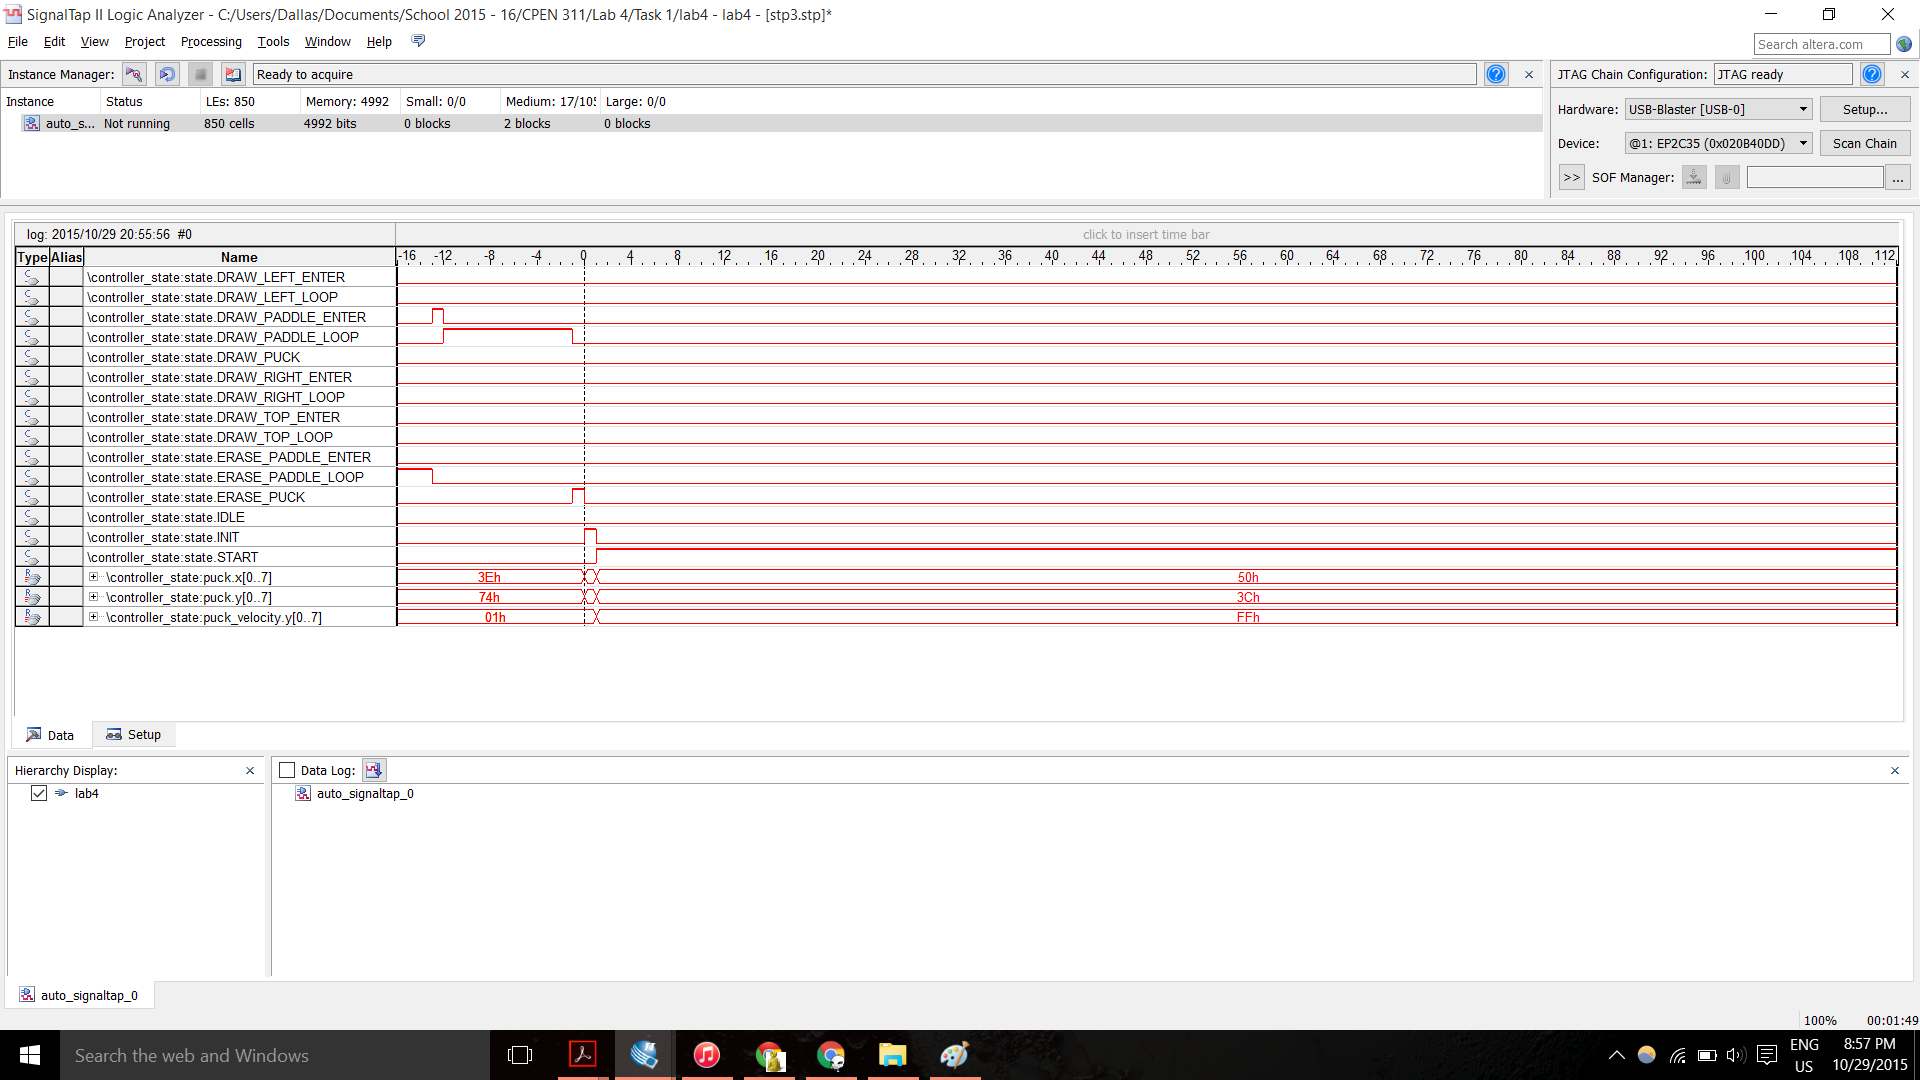 SignalTap II Logic Analyzer - C:/Users/Dallas/Documents/School 2015 - 16/CPEN 311/Lab 4/Task 1/lab4 - lab4 - [stp3.stp]*
File Edit View Project Processing Tools Window Help
Search altera.com
Instance Manager: Ready to acquire
JTAG Chain Configuration: JTAG ready
Instance Status LEs: 850 Memory: 4992 Small: 0/0 Medium: 17/105 Large: 0/0
auto_s... Not running 850 cells 4992 bits 0 blocks 2 blocks 0 blocks
Hardware: USB-Blaster [USB-0] Setup...
Device: @1: EP2C35 (0x020B40DD) Scan Chain
>> SOF Manager: ...
log: 2015/10/29 20:55:56 #0 click to insert time bar
Type Alias Name -16 -12 -8 -4 0 4 8 12 16 20 24 28 32 36 40 44 48 52 56 60 64 68 72 76 80 84 88 92 96 100 104 108 112
\controller_state:state.DRAW_LEFT_ENTER
\controller_state:state.DRAW_LEFT_LOOP
\controller_state:state.DRAW_PADDLE_ENTER
\controller_state:state.DRAW_PADDLE_LOOP
\controller_state:state.DRAW_PUCK
\controller_state:state.DRAW_RIGHT_ENTER
\controller_state:state.DRAW_RIGHT_LOOP
\controller_state:state.DRAW_TOP_ENTER
\controller_state:state.DRAW_TOP_LOOP
\controller_state:state.ERASE_PADDLE_ENTER
\controller_state:state.ERASE_PADDLE_LOOP
\controller_state:state.ERASE_PUCK
\controller_state:state.IDLE
\controller_state:state.INIT
\controller_state:state.START
\controller_state:puck.x[0..7] 3Eh 50h
\controller_state:puck.y[0..7] 74h 3Ch
\controller_state:puck_velocity.y[0..7] 01h FFh
Data Setup
Hierarchy Display:
lab4
Data Log:
auto_signaltap_0
auto_signaltap_0
100% 00:01:49
Search the web and Windows
ENG
US
8:57 PM
10/29/2015